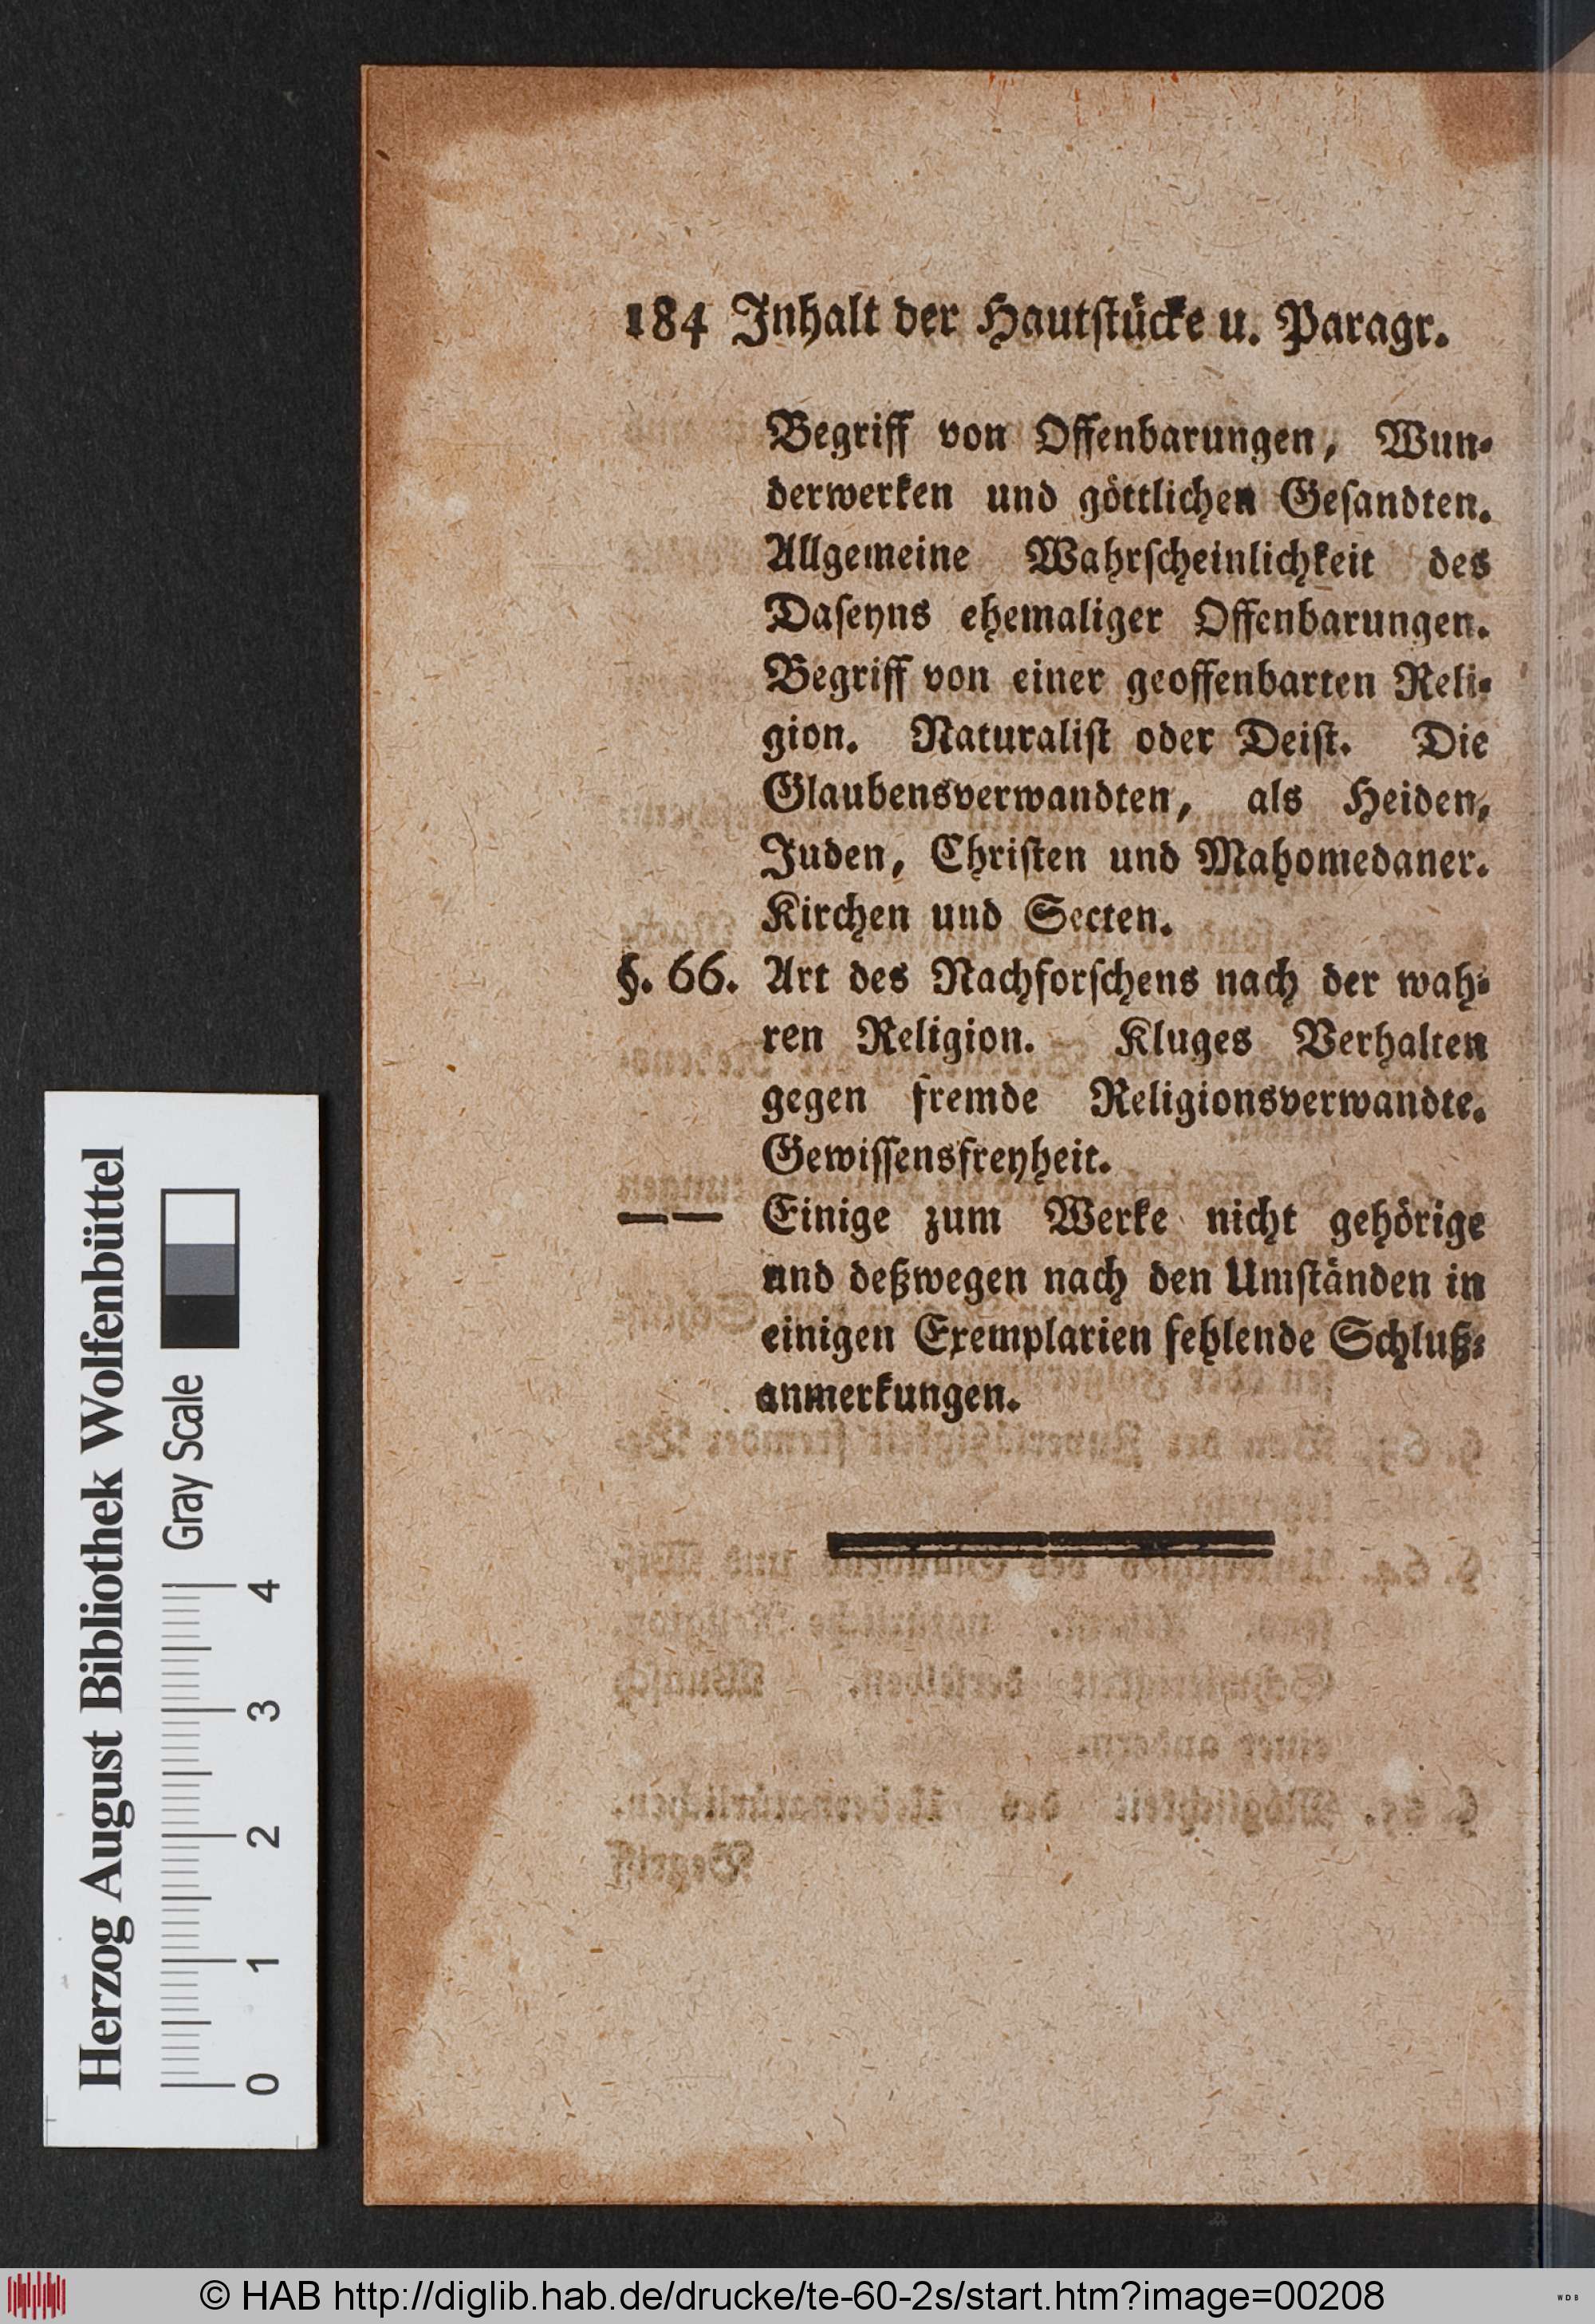 184 Inhalt der Hautſtücke u. Paragr.
Begriff von Offenbarungen, Wun-
derwerken und göttlichen Geſandten.
Allgemeine Wahrſcheinlichkeit des
Daſeyns ehemaliger Offenbarungen.
Begriff von einer geoffenbarten Reli-
gion. Naturaliſt oder Deiſt. Die
Glaubensverwandten, als Heiden,
Juden, Chriſten und Mahomedaner.
Kirchen und Secten.
§. 66. Art des Nachforſchens nach der wah-
ren Religion. Kluges Verhalten
gegen fremde Religionsverwandte.
Gewiſſensfreyheit.
—— Einige zum Werke nicht gehörige
und deßwegen nach den Umſtänden in
einigen Exemplarien fehlende Schluß-
anmerkungen.
Herzog August Bibliothek Wolfenbüttel
Gray Scale
0 1 2 3 4
© HAB http://diglib.hab.de/drucke/te-60-2s/start.htm?image=00208
WDB